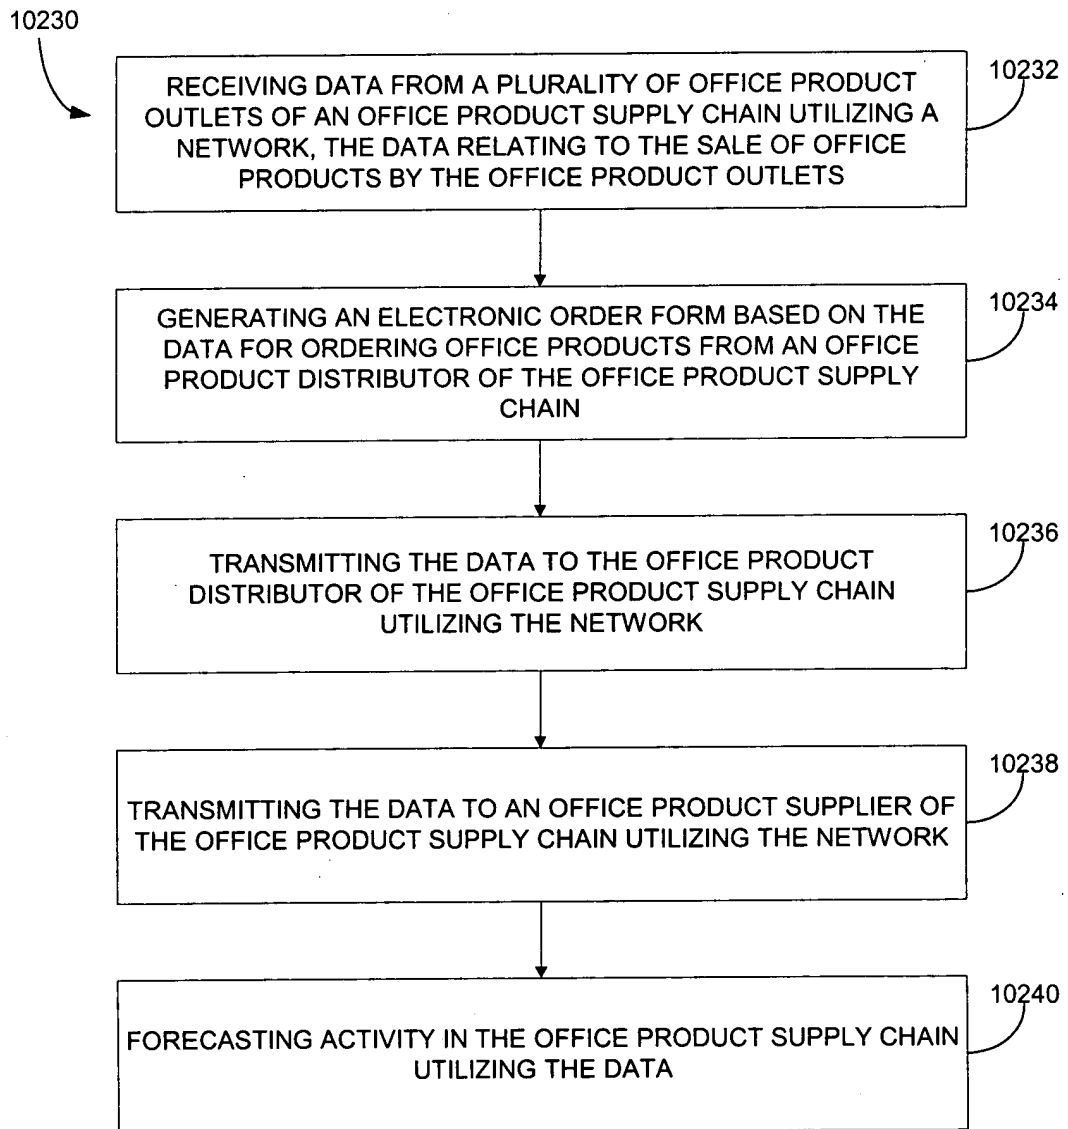 10230
10232
RECEIVING DATA FROM A PLURALITY OF OFFICE PRODUCT
OUTLETS OF AN OFFICE PRODUCT SUPPLY CHAIN UTILIZING A
NETWORK, THE DATA RELATING TO THE SALE OF OFFICE
PRODUCTS BY THE OFFICE PRODUCT OUTLETS
10234
GENERATING AN ELECTRONIC ORDER FORM BASED ON THE
DATA FOR ORDERING OFFICE PRODUCTS FROM AN OFFICE
PRODUCT DISTRIBUTOR OF THE OFFICE PRODUCT SUPPLY
CHAIN
10236
TRANSMITTING THE DATA TO THE OFFICE PRODUCT
DISTRIBUTOR OF THE OFFICE PRODUCT SUPPLY CHAIN
UTILIZING THE NETWORK
10238
TRANSMITTING THE DATA TO AN OFFICE PRODUCT SUPPLIER OF
THE OFFICE PRODUCT SUPPLY CHAIN UTILIZING THE NETWORK
10240
FORECASTING ACTIVITY IN THE OFFICE PRODUCT SUPPLY CHAIN
UTILIZING THE DATA